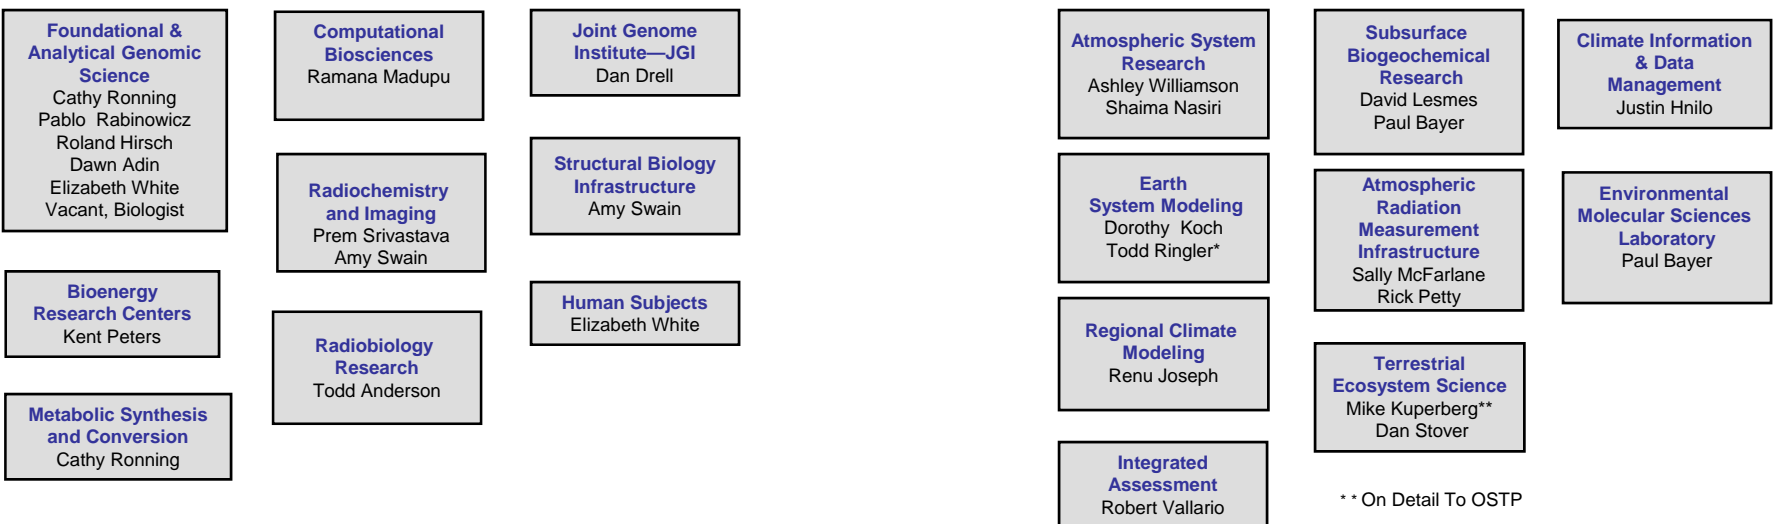 Foundational &
Analytical Genomic
Science
Cathy Ronning
Pablo Rabinowicz
Roland Hirsch
Dawn Adin
Elizabeth White
Vacant, Biologist
Bioenergy
Research Centers
Kent Peters
Metabolic Synthesis
and Conversion
Cathy Ronning
Computational
Biosciences
Ramana Madupu
Radiochemistry
and Imaging
Prem Srivastava
Amy Swain
Radiobiology
Research
Todd Anderson
Joint Genome
Institute—JGI
Dan Drell
Structural Biology
Infrastructure
Amy Swain
Human Subjects
Elizabeth White
Atmospheric System
Research
Ashley Williamson
Shaima Nasiri
Earth
System Modeling
Dorothy Koch
Todd Ringler*
Regional Climate
Modeling
Renu Joseph
Integrated
Assessment
Robert Vallario
Subsurface
Biogeochemical
Research
David Lesmes
Paul Bayer
Atmospheric
Radiation
Measurement
Infrastructure
Sally McFarlane
Rick Petty
Terrestrial
Ecosystem Science
Mike Kuperberg**
Dan Stover
* * On Detail To OSTP
Climate Information
& Data
Management
Justin Hnilo
Environmental
Molecular Sciences
Laboratory
Paul Bayer